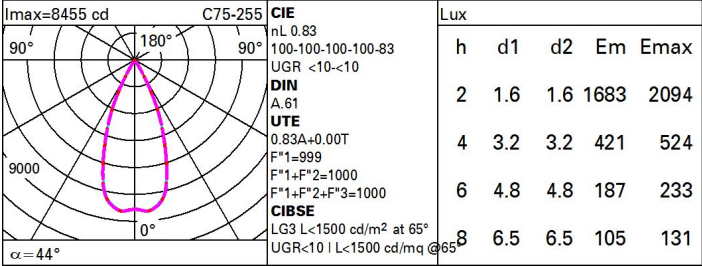 Imax=8455 cd C75-255
90° 180° 90°
9000
0°
α=44°
CIE
nL 0.83
100-100-100-100-83
UGR <10-<10
DIN
A.61
UTE
0.83A+0.00T
F"1=999
F"1+F"2=1000
F"1+F"2+F"3=1000
CIBSE
LG3 L<1500 cd/m² at 65°
UGR<10 | L<1500 cd/mq @65°
Lux
h d1 d2 Em Emax
2 1.6 1.6 1683 2094
4 3.2 3.2 421 524
6 4.8 4.8 187 233
8 6.5 6.5 105 131